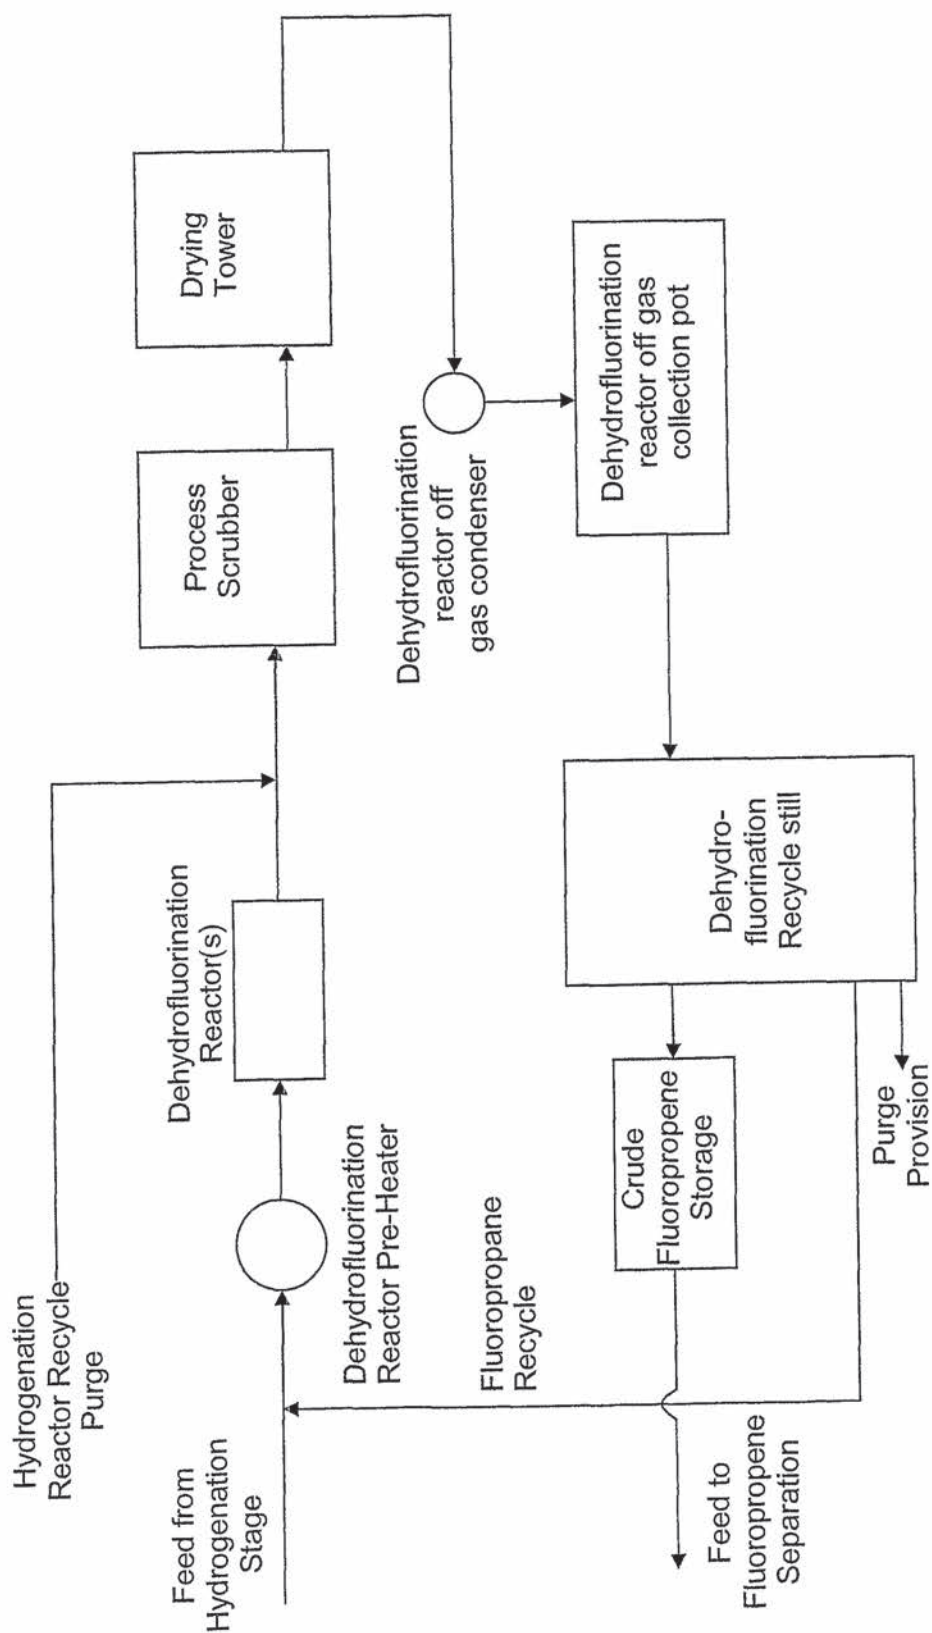 Hydrogenation
Reactor Recycle
Purge
Feed from
Hydrogenation
Stage
Dehydrofluorination
Reactor Pre-Heater
Dehydrofluorination
Reactor(s)
Process
Scrubber
Drying
Tower
Dehydrofluorination
reactor off
gas condenser
Dehydrofluorination
reactor off gas
collection pot
Dehydro-
fluorination
Recycle still
Fluoropropane
Recycle
Crude
Fluoropropene
Storage
Purge
Provision
Feed to
Fluoropropene
Separation